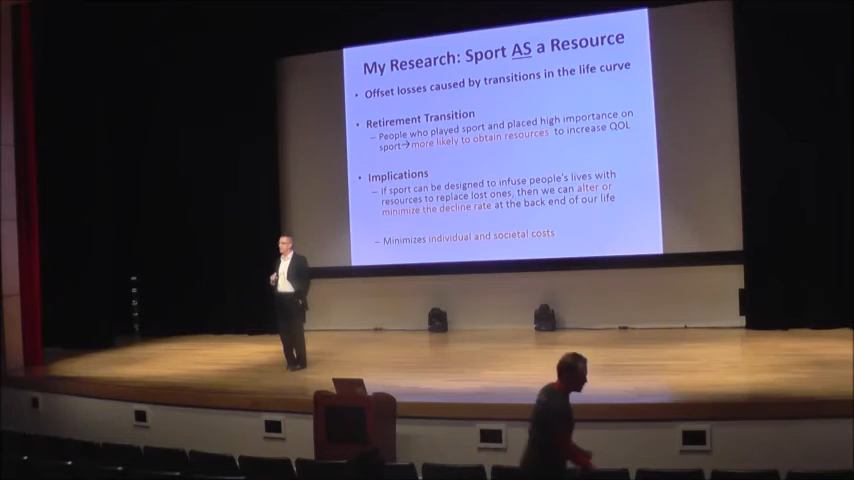 My Research: Sport AS a Resource
• Offset losses caused by transitions in the life curve
• Retirement Transition
– People who played sport and placed high importance on
sport→more likely to obtain resources to increase QOL
• Implications
– If sport can be designed to infuse people's lives with
resources to replace lost ones, then we can alter or
minimize the decline rate at the back end of our life
– Minimizes individual and societal costs